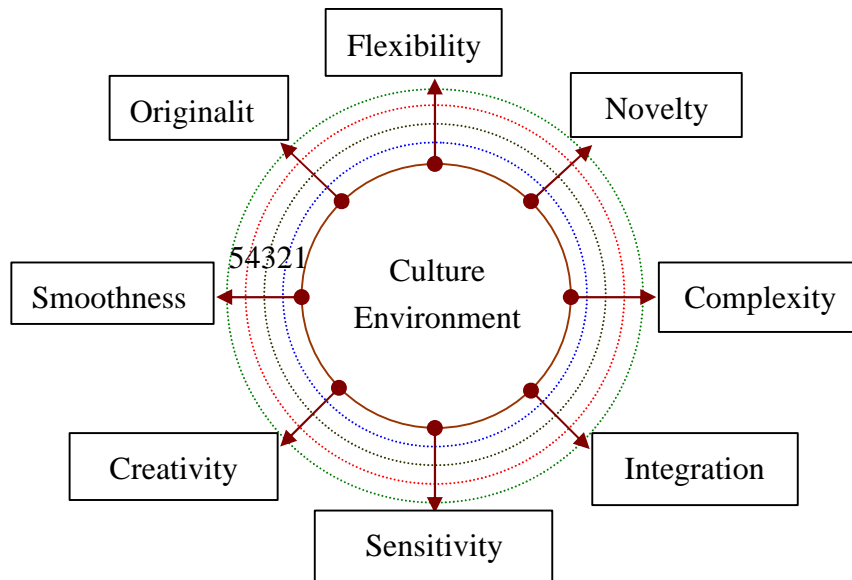 Flexibility
Originalit
Novelty
54321
Culture
Environment
Smoothness
Complexity
Creativity
Integration
Sensitivity